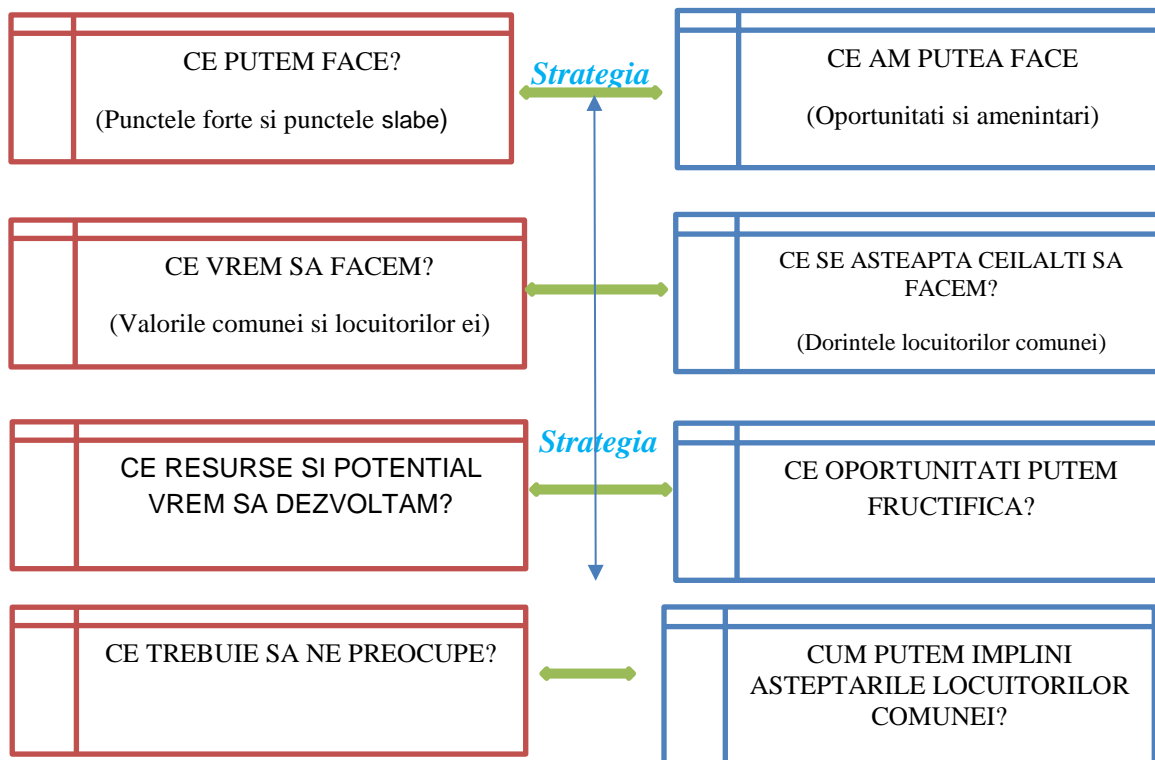 CE PUTEM FACE?
(Punctele forte si punctele slabe)
Strategia
CE AM PUTEA FACE
(Oportunitati si amenintari)
CE VREM SA FACEM?
(Valorile comunei si locuitorilor ei)
CE SE ASTEAPTA CEILALTI SA
FACEM?
(Dorintele locuitorilor comunei)
CE RESURSE SI POTENTIAL
VREM SA DEZVOLTAM?
Strategia
CE OPORTUNITATI PUTEM
FRUCTIFICA?
CE TREBUIE SA NE PREOCUPE?
CUM PUTEM IMPLINI
ASTEPTARILE LOCUITORILOR
COMUNEI?